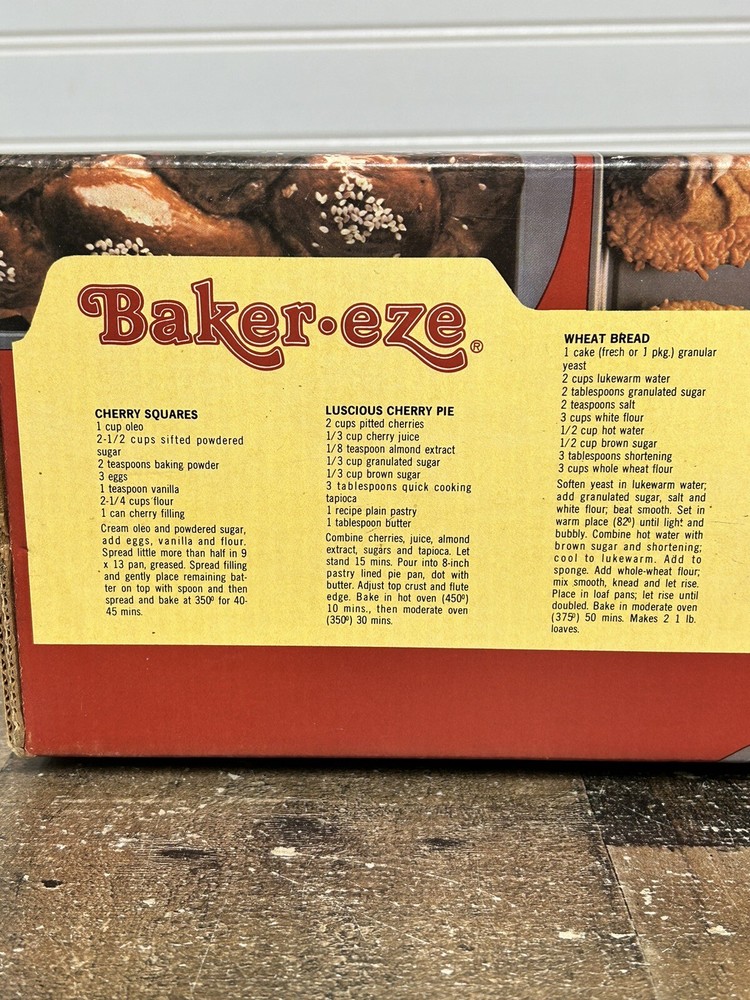 Baker·eze®
CHERRY SQUARES
1 cup oleo
2-1/2 cups sifted powdered
sugar
2 teaspoons baking powder
3 eggs
1 teaspoon vanilla
2-1/4 cups flour
1 can cherry filling
Cream oleo and powdered sugar,
add eggs, vanilla and flour.
Spread little more than half in 9
x 13 pan, greased. Spread filling
and gently place remaining bat-
ter on top with spoon and then
spread and bake at 350º for 40-
45 mins.
LUSCIOUS CHERRY PIE
2 cups pitted cherries
1/3 cup cherry juice
1/8 teaspoon almond extract
1/3 cup granulated sugar
1/3 cup brown sugar
3 tablespoons quick cooking
tapioca
1 recipe plain pastry
1 tablespoon butter
Combine cherries, juice, almond
extract, sugars and tapioca. Let
stand 15 mins. Pour into 8-inch
pastry lined pie pan, dot with
butter. Adjust top crust and flute
edge. Bake in hot oven (450º)
10 mins., then moderate oven
(350º) 30 mins.
WHEAT BREAD
1 cake (fresh or 1 pkg.) granular
yeast
2 cups lukewarm water
2 tablespoons granulated sugar
2 teaspoons salt
3 cups white flour
1/2 cup hot water
1/2 cup brown sugar
3 tablespoons shortening
3 cups whole wheat flour
Soften yeast in lukewarm water;
add granulated sugar, salt and
white flour; beat smooth. Set in
warm place (82º) until light and
bubbly. Combine hot water with
brown sugar and shortening;
cool to lukewarm. Add to
sponge. Add whole-wheat flour;
mix smooth, knead and let rise.
Place in loaf pans; let rise until
doubled. Bake in moderate oven
(375º) 50 mins. Makes 2 1 lb.
loaves.